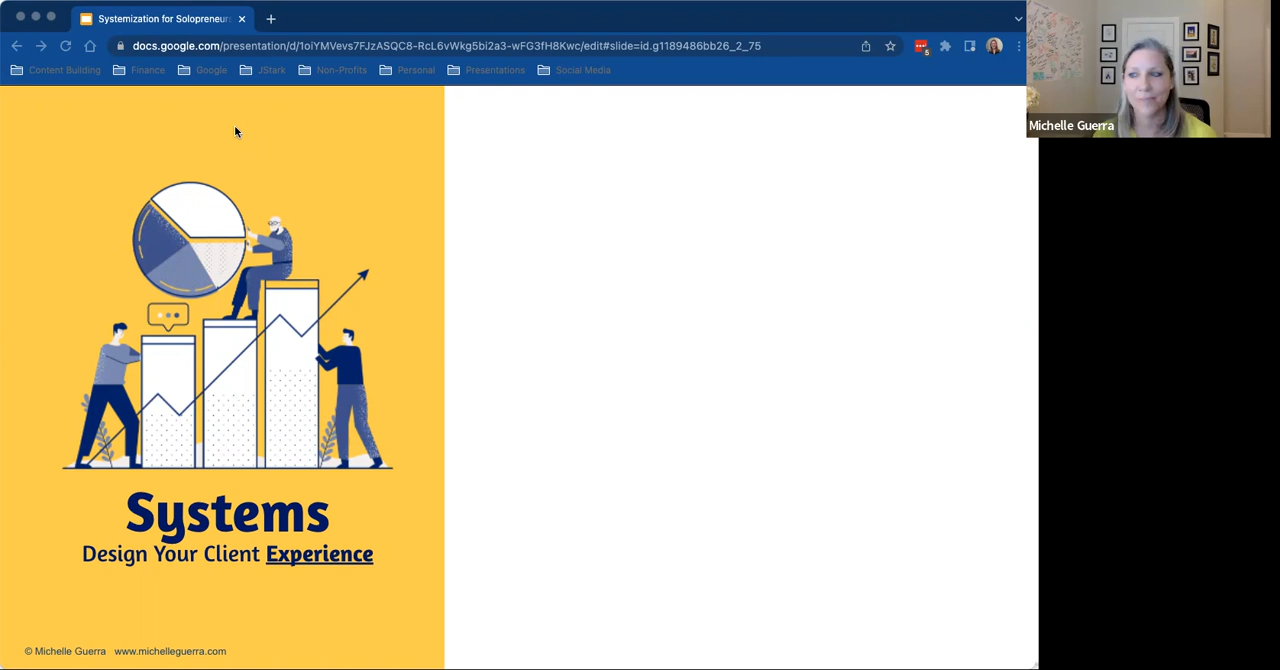 Systemization for Solopreneurs
docs.google.com/presentation/d/1oiYMVevs7FJzASQC8-RcL6vWkg5bi2a3-wFG3fH8Kwc/edit#slide=id.g1189486bb26_2_75
5
Content Building
Finance
Google
JStark
Non-Profits
Personal
Presentations
Social Media
Michelle Guerra
Systems
Design Your Client Experience
© Michelle Guerra www.michelleguerra.com